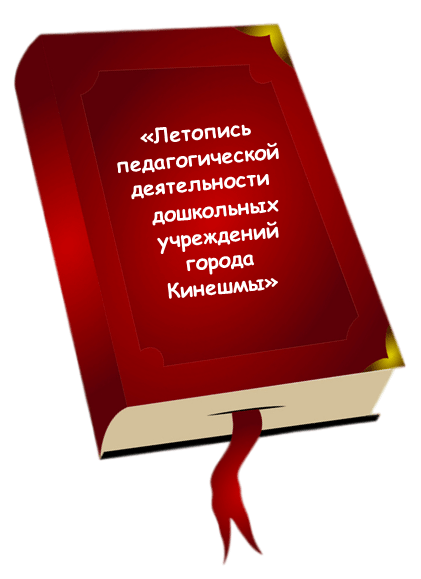 «Летопись
педагогической
деятельности
дошкольных
учреждений
города
Кинешмы»